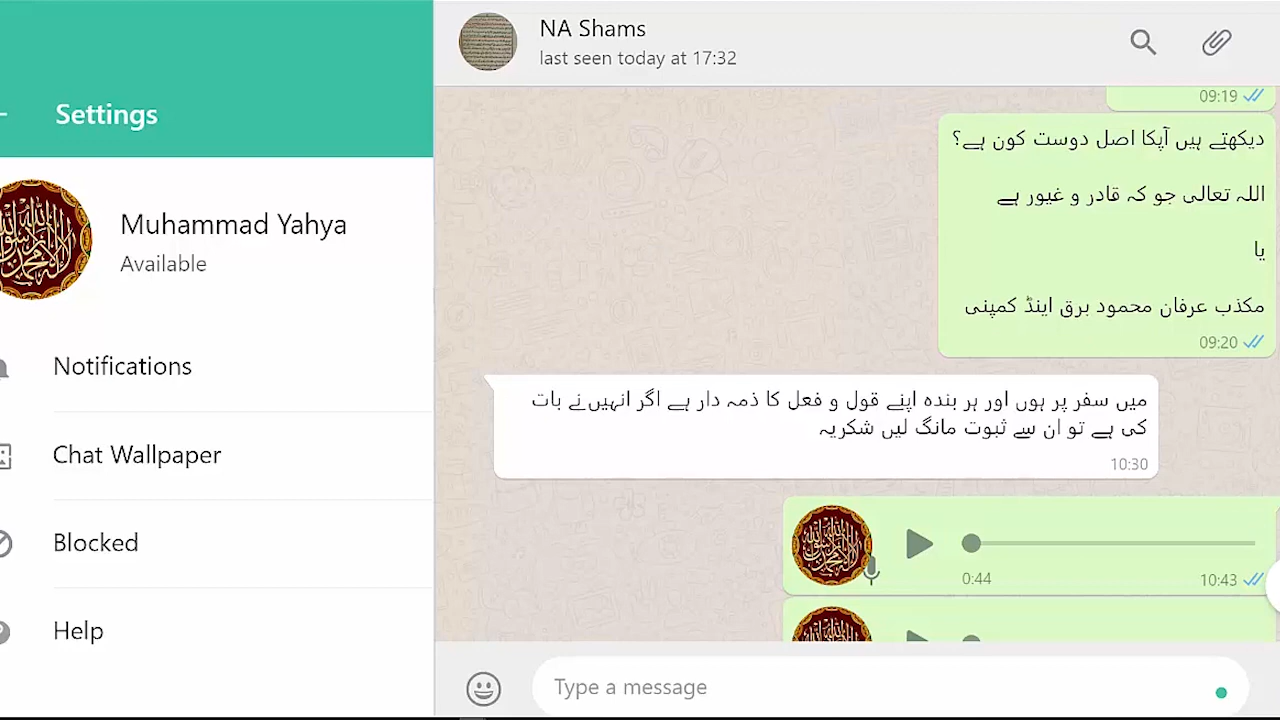 Settings
Muhammad Yahya
Available
Notifications
Chat Wallpaper
Blocked
Help
NA Shams
last seen today at 17:32
09:19
دیکھتے ہیں آپکا اصل دوست کون ہے؟
اللہ تعالی جو کہ قادر و غیور ہے
یا
مکذب عرفان محمود برق اینڈ کمپنی
09:20
میں سفر پر ہوں اور ہر بندہ اپنے قول و فعل کا ذمہ دار ہے اگر انہیں نے بات
کی ہے تو ان سے ثبوت مانگ لیں شکریہ
10:30
0:44
10:43
Type a message